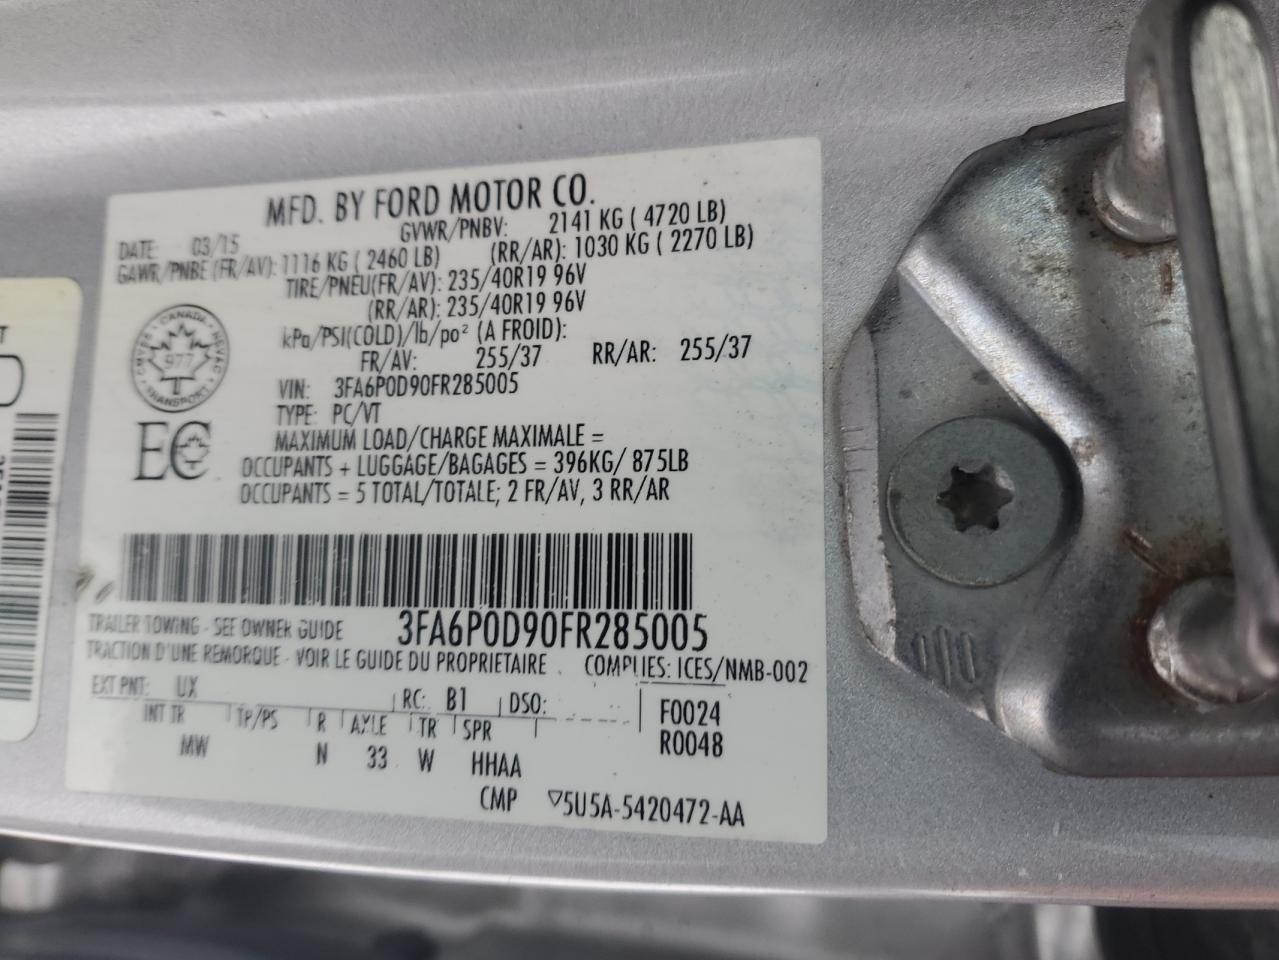 MFD. BY FORD MOTOR CO.
DATE: 03/15 GVWR/PNBV: 2141 KG ( 4720 LB)
GAWR/PNBE (FR/AV): 1116 KG ( 2460 LB) (RR/AR): 1030 KG ( 2270 LB)
TIRE/PNEU(FR/AV): 235/40R19 96V
(RR/AR): 235/40R19 96V
kPa/PSI(COLD)/lb/po² (A FROID):
FR/AV: 255/37 RR/AR: 255/37
CANADA
CMVSS NSVAC
977
TRANSPORT
VIN: 3FA6P0D90FR285005
TYPE: PC/VT
EC
MAXIMUM LOAD/CHARGE MAXIMALE =
OCCUPANTS + LUGGAGE/BAGAGES = 396KG/ 875LB
OCCUPANTS = 5 TOTAL/TOTALE; 2 FR/AV, 3 RR/AR
TRAILER TOWING - SEE OWNER GUIDE 3FA6P0D90FR285005
TRACTION D'UNE REMORQUE - VOIR LE GUIDE DU PROPRIETAIRE COMPLIES: ICES/NMB-002
EXT PNT: UX RC: B1 DSO: F0024
INT TR TP/PS R AXLE TR SPR R0048
MW N 33 W HHAA
CMP ▽5U5A-5420472-AA